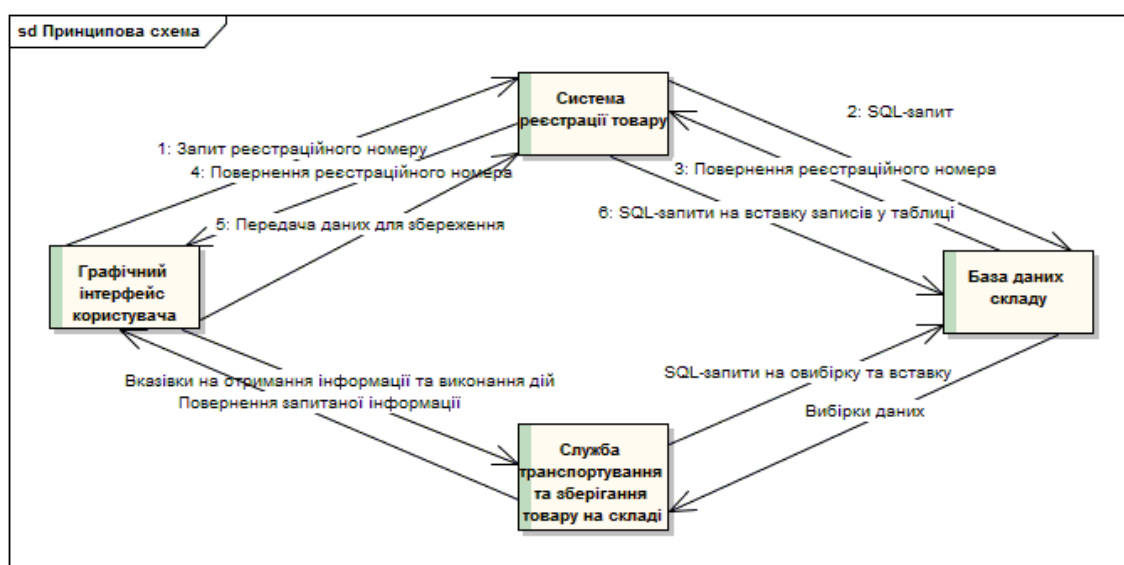 sd Принципова схема
Система
реєстрації товару
2: SQL-запит
1: Запит реєстраційного номеру
4: Повернення реєстраційного номера
3: Повернення реєстраційного номера
6: SQL-запити на вставку записів у таблиці
5: Передача даних для збереження
Графічний
інтерфейс
користувача
База даних
складу
Вказівки на отримання інформації та виконання дій
Повернення запитаної інформації
SQL-запити на овибірку та вставку
Вибірки даних
Служба
транспортування
та зберігання
товару на складі